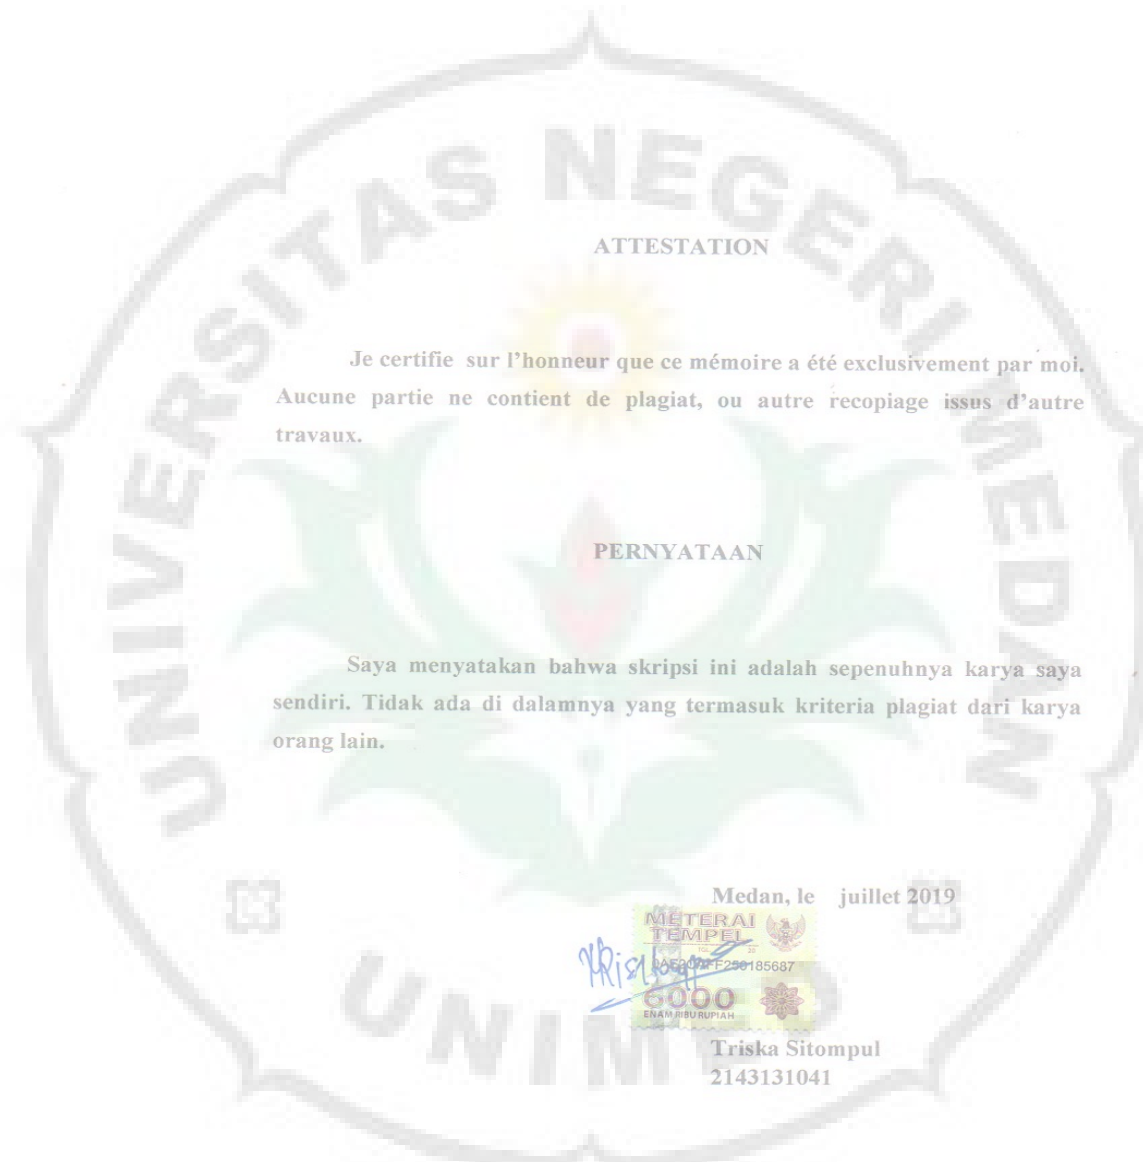 UNIVERSITAS NEGERI MEDAN
ATTESTATION
Je certifie sur l’honneur que ce mémoire a été exclusivement par moi.
Aucune partie ne contient de plagiat, ou autre recopiage issus d’autre
travaux.
PERNYATAAN
Saya menyatakan bahwa skripsi ini adalah sepenuhnya karya saya
sendiri. Tidak ada di dalamnya yang termasuk kriteria plagiat dari karya
orang lain.
Medan, le juillet 2019
METERAI
TEMPEL
6000
ENAM RIBU RUPIAH
Triska Sitompul
2143131041